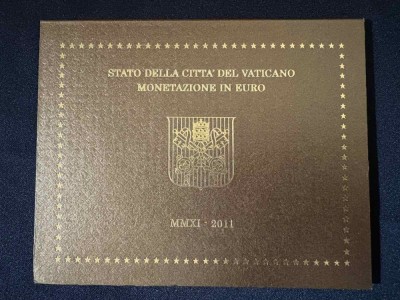 STATO DELLA CITTA' DEL VATICANO
MONETAZIONE IN EURO
MMXI - 2011